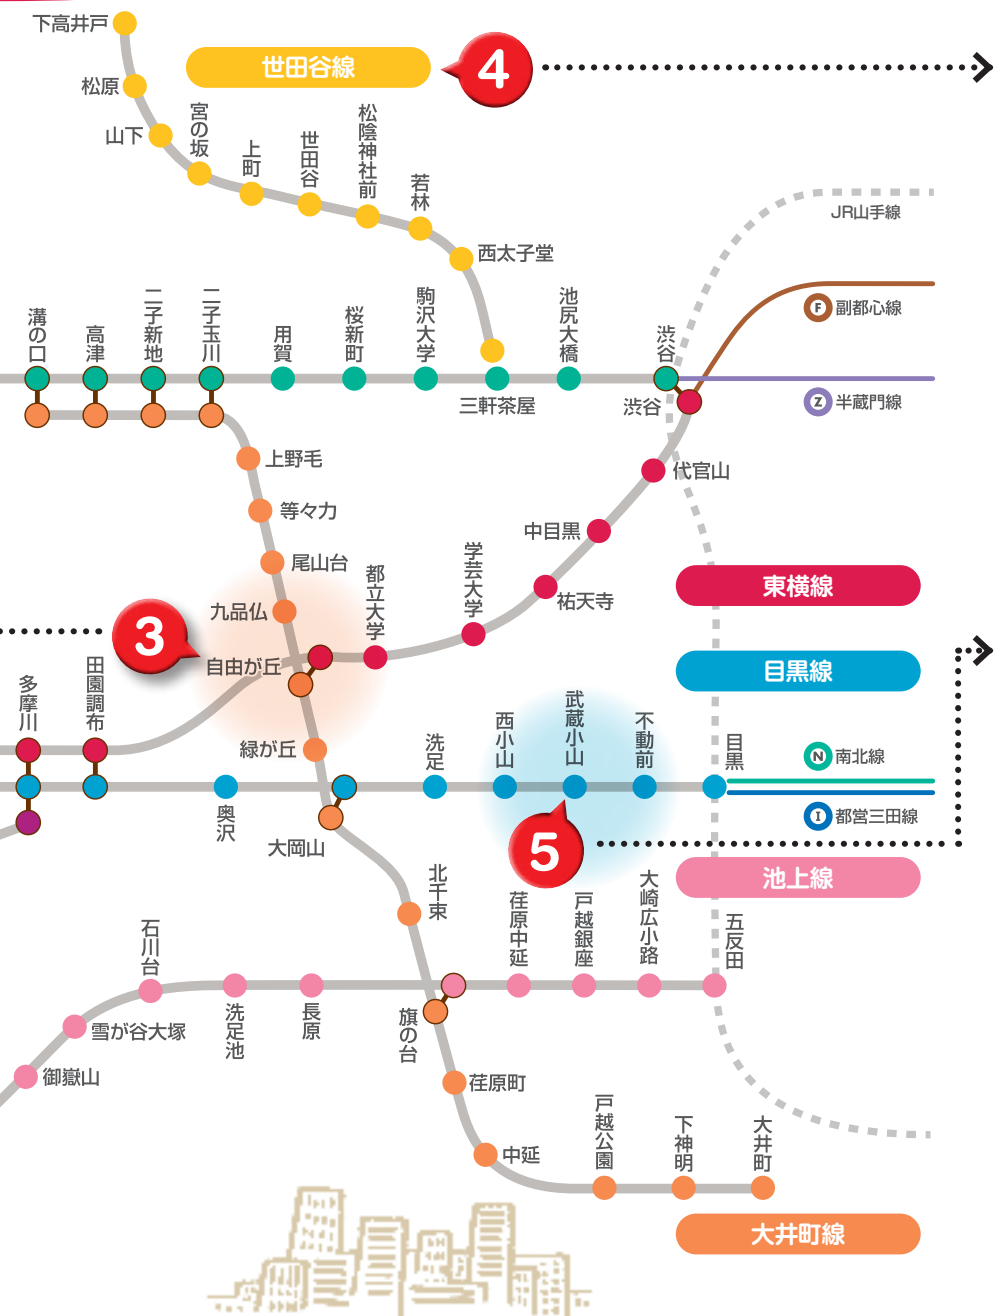 下高井戸
世田谷線
4
松原
山下
宮の坂
上町
世田谷
松陰神社前
若林
西太子堂
JR山手線
F 副都心線
Z 半蔵門線
溝の口
高津
二子新地
二子玉川
用賀
桜新町
駒沢大学
三軒茶屋
池尻大橋
渋谷
渋谷
代官山
中目黒
祐天寺
学芸大学
都立大学
上野毛
等々力
尾山台
九品仏
自由が丘
3
東横線
目黒線
多摩川
田園調布
緑が丘
奥沢
大岡山
洗足
西小山
武蔵小山
不動前
目黒
N 南北線
I 都営三田線
5
池上線
北千束
荏原中延
戸越銀座
大崎広小路
五反田
石川台
洗足池
長原
旗の台
雪が谷大塚
御嶽山
荏原町
中延
戸越公園
下神明
大井町
大井町線